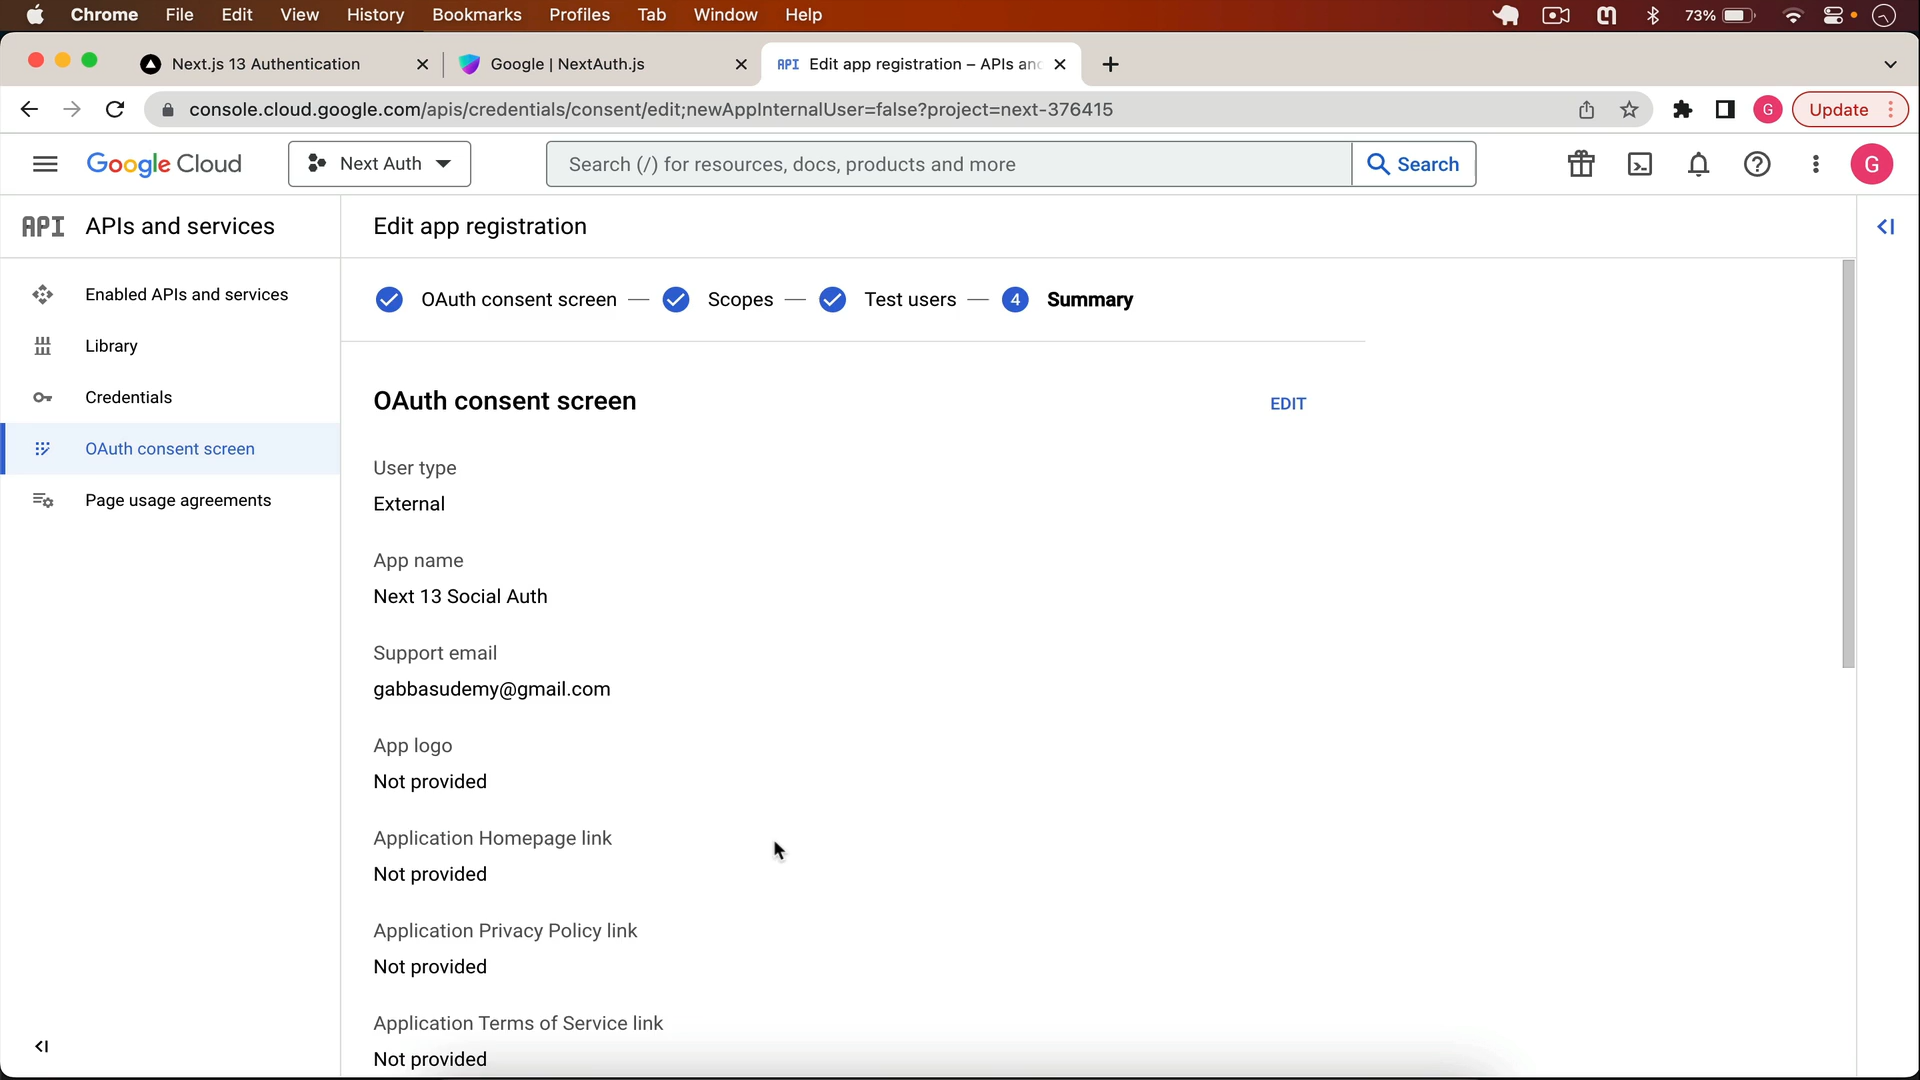 Chrome File Edit View History Bookmarks Profiles Tab Window Help 73%
Next.js 13 Authentication Google | NextAuth.js API Edit app registration – APIs and
console.cloud.google.com/apis/credentials/consent/edit;newAppInternalUser=false?project=next-376415 G Update
Google Cloud Next Auth Search (/) for resources, docs, products and more Search G
API APIs and services Edit app registration
OAuth consent screen — Scopes — Test users — 4 Summary
Enabled APIs and services
Library
Credentials
OAuth consent screen
Page usage agreements
OAuth consent screen EDIT
User type
External
App name
Next 13 Social Auth
Support email
gabbasudemy@gmail.com
App logo
Not provided
Application Homepage link
Not provided
Application Privacy Policy link
Not provided
Application Terms of Service link
Not provided